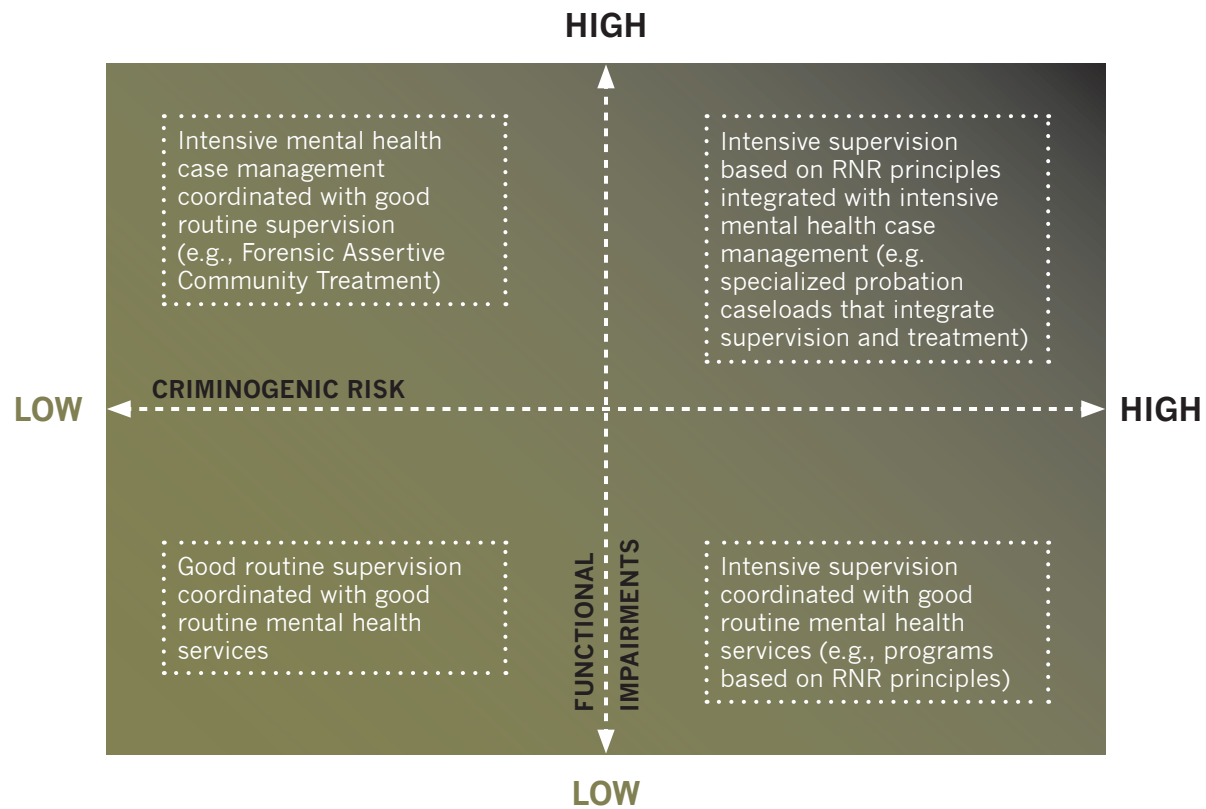 HIGH
Intensive mental health
case management
coordinated with good
routine supervision
(e.g., Forensic Assertive
Community Treatment)
Intensive supervision
based on RNR principles
integrated with intensive
mental health case
management (e.g.
specialized probation
caseloads that integrate
supervision and treatment)
CRIMINOGENIC RISK
LOW
HIGH
Good routine supervision
coordinated with good
routine mental health
services
FUNCTIONAL
IMPAIRMENTS
Intensive supervision
coordinated with good
routine mental health
services (e.g., programs
based on RNR principles)
LOW